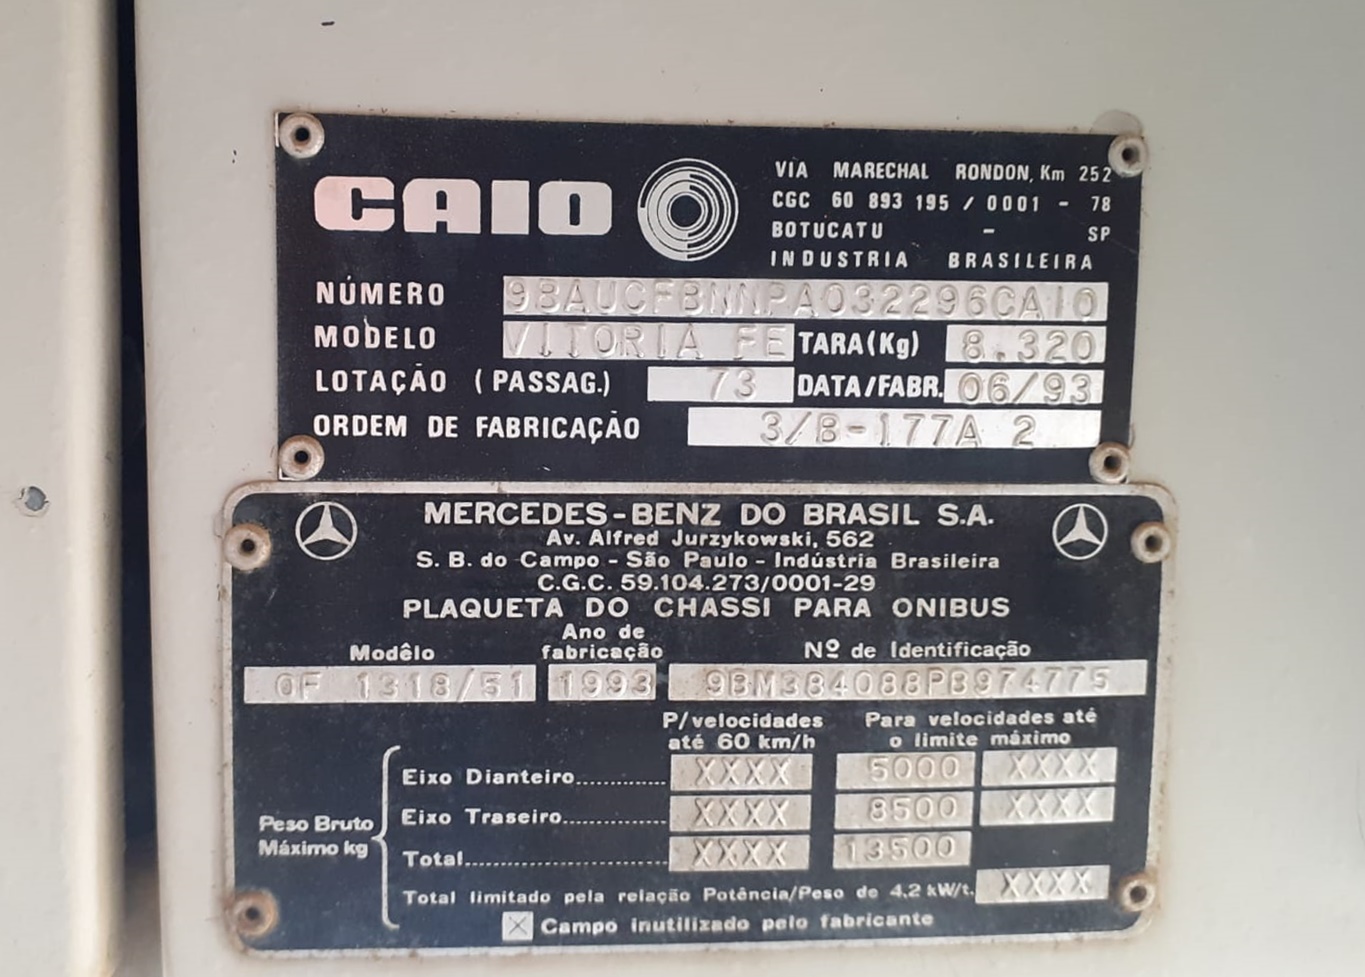 CAIO
VIA MARECHAL RONDON, Km 252
CGC 60 893 195 / 0001 - 78
BOTUCATU - SP
INDUSTRIA BRASILEIRA
NÚMERO 9BAUCFBNNPA032296CAIO
MODELO VITORIA FE TARA(Kg) 8.320
LOTAÇÃO (PASSAG.) 73 DATA/FABR. 06/93
ORDEM DE FABRICAÇÃO 3/B-177A 2
MERCEDES-BENZ DO BRASIL S.A.
Av. Alfred Jurzykowski, 562
S. B. do Campo - São Paulo - Indústria Brasileira
C.G.C. 59.104.273/0001-29
PLAQUETA DO CHASSI PARA ONIBUS
Modêlo Ano de fabricação Nº de Identificação
OF 1318/51 1993 9BM384088PB974775
P/velocidades até 60 km/h Para velocidades até o limite máximo
Peso Bruto Máximo kg
Eixo Dianteiro XXXX 5000 XXXX
Eixo Traseiro XXXX 8500 XXXX
Total XXXX 13500
Total limitado pela relação Potência/Peso de 4,2 kW/t. XXXX
X Campo inutilizado pelo fabricante